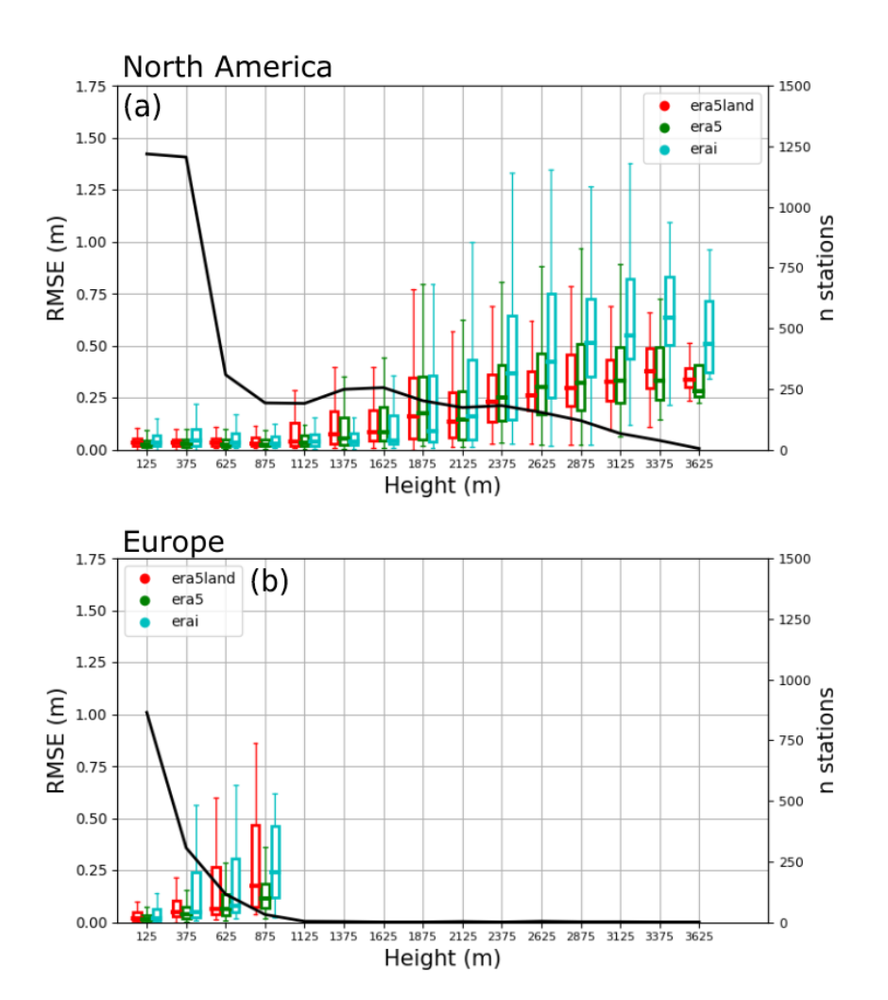 North America
(a)
1.75
1.50
1.25
1.00
0.75
0.50
0.25
0.00
RMSE (m)
era5land
era5
erai
1500
1250
1000
750
500
250
0
n stations
125 375 625 875 1125 1375 1625 1875 2125 2375 2625 2875 3125 3375 3625
Height (m)
Europe
(b)
1.75
1.50
1.25
1.00
0.75
0.50
0.25
0.00
RMSE (m)
era5land
era5
erai
1500
1250
1000
750
500
250
0
n stations
125 375 625 875 1125 1375 1625 1875 2125 2375 2625 2875 3125 3375 3625
Height (m)